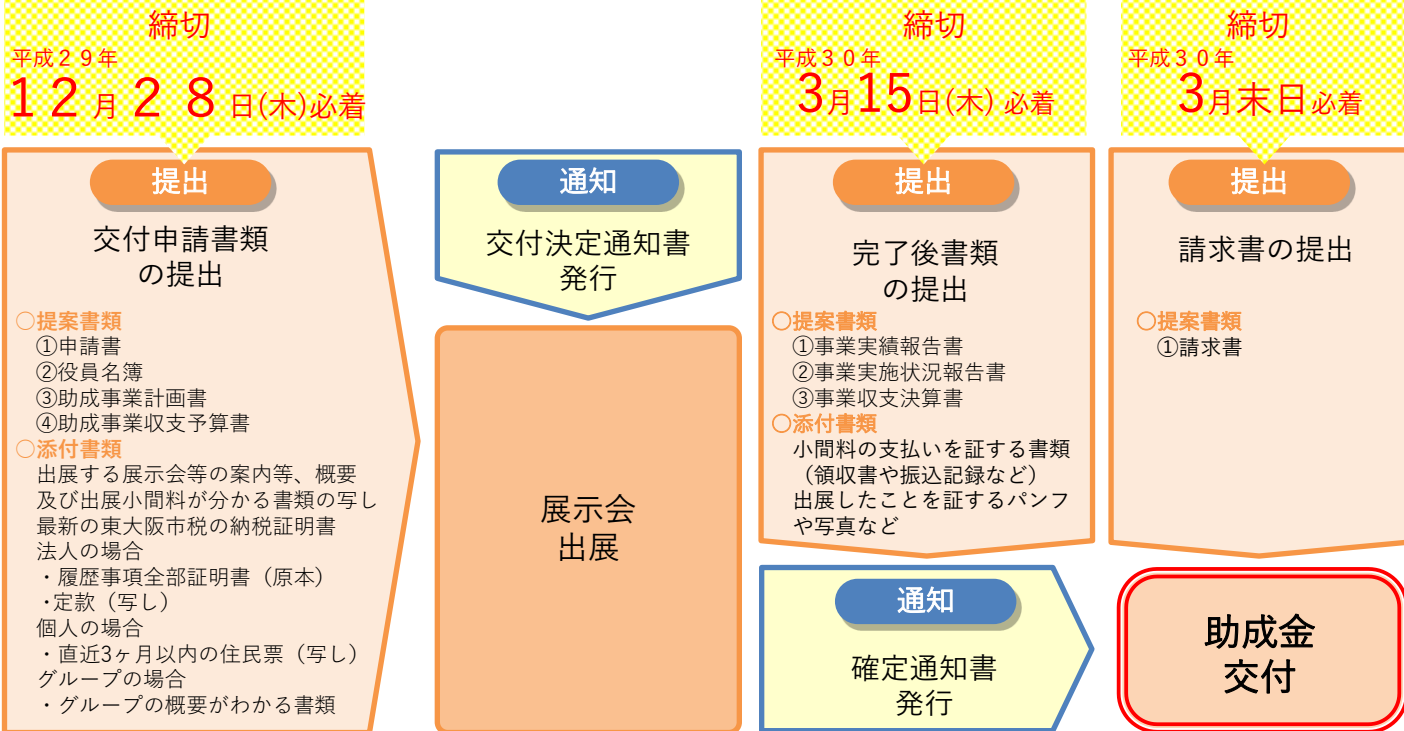 締切
平成29年
12月28日(木)必着
提出
交付申請書類
の提出
○提案書類
①申請書
②役員名簿
③助成事業計画書
④助成事業収支予算書
○添付書類
出展する展示会等の案内等、概要
及び出展小間料が分かる書類の写し
最新の東大阪市税の納税証明書
法人の場合
・履歴事項全部証明書（原本）
・定款（写し）
個人の場合
・直近3ヶ月以内の住民票（写し）
グループの場合
・グループの概要がわかる書類
通知
交付決定通知書
発行
展示会
出展
締切
平成30年
3月15日(木) 必着
提出
完了後書類
の提出
○提案書類
①事業実績報告書
②事業実施状況報告書
③事業収支決算書
○添付書類
小間料の支払いを証する書類
（領収書や振込記録など）
出展したことを証するパンフ
や写真など
通知
確定通知書
発行
締切
平成30年
3月末日必着
提出
請求書の提出
○提案書類
①請求書
助成金
交付